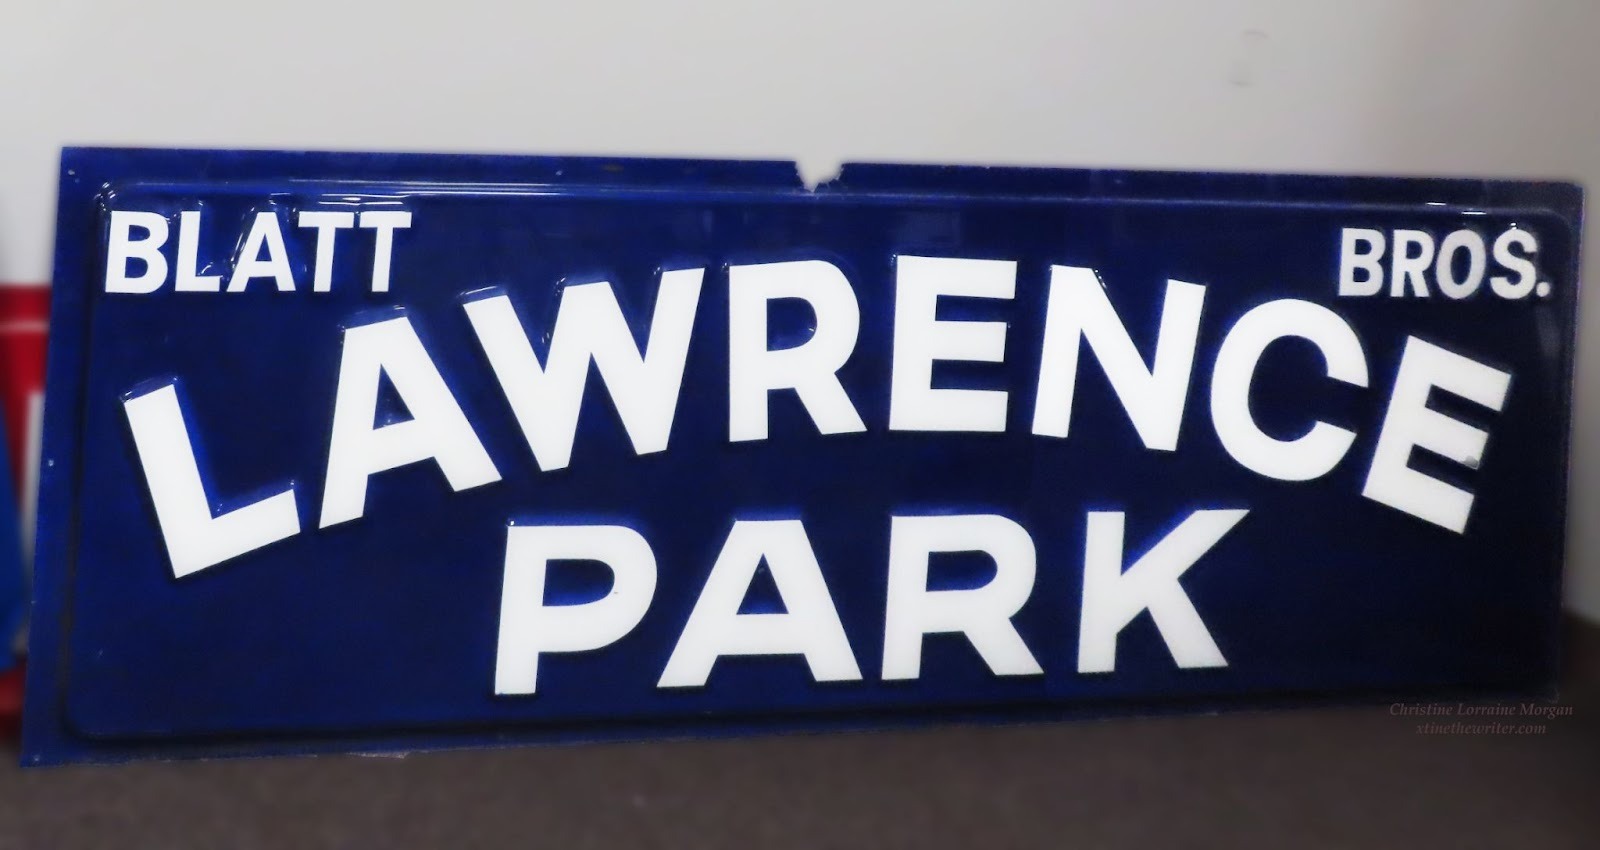 BLATT BROS.
LAWRENCE
PARK
Christine Lorraine Morgan
xtinethewriter.com